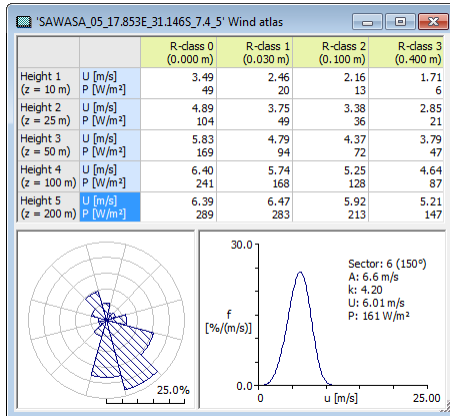 'SAWASA_05_17.853E_31.146S_7.4_5' Wind atlas
R-class 0 R-class 1 R-class 2 R-class 3
(0.000 m) (0.030 m) (0.100 m) (0.400 m)
Height 1 U [m/s] 3.49 2.46 2.16 1.71
(z = 10 m) P [W/m²] 49 20 13 6
Height 2 U [m/s] 4.89 3.75 3.38 2.85
(z = 25 m) P [W/m²] 104 49 36 21
Height 3 U [m/s] 5.83 4.79 4.37 3.79
(z = 50 m) P [W/m²] 169 94 72 47
Height 4 U [m/s] 6.40 5.74 5.25 4.64
(z = 100 m) P [W/m²] 241 168 128 87
Height 5 U [m/s] 6.39 6.47 5.92 5.21
(z = 200 m) P [W/m²] 289 283 213 147
25.0%
30.0
Sector: 6 (150°)
A: 6.6 m/s
k: 4.20
U: 6.01 m/s
P: 161 W/m²
f
[%/(m/s)]
0.0
0 u [m/s] 25.00